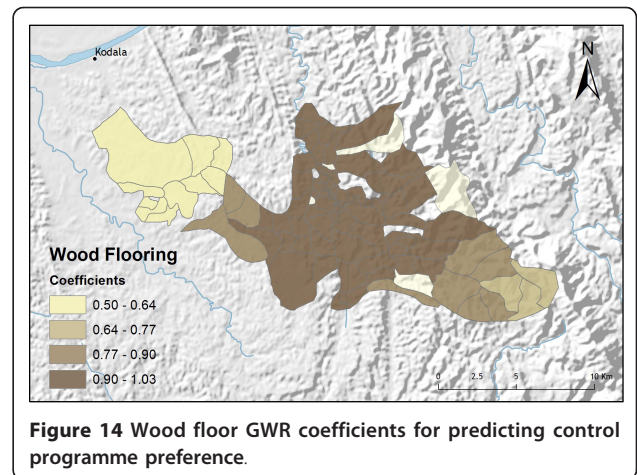 Kodala
N
Wood Flooring
Coefficients
0.50 - 0.64
0.64 - 0.77
0.77 - 0.90
0.90 - 1.03
0 2.5 5 10 Km
Figure 14 Wood floor GWR coefficients for predicting control
programme preference.